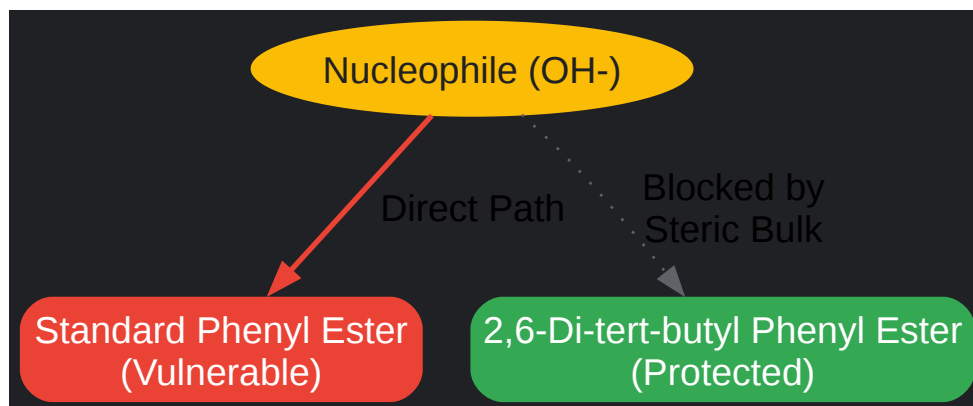 Nucleophile (OH-)
Direct Path
Blocked by
Steric Bulk
Standard Phenyl Ester
(Vulnerable)
2,6-Di-tert-butyl Phenyl Ester
(Protected)